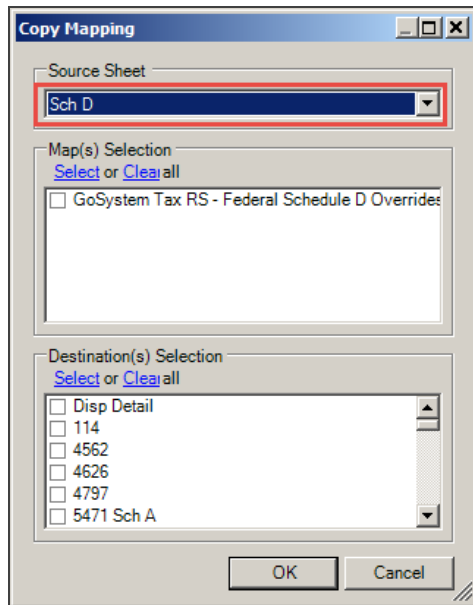 Copy Mapping
Source Sheet
Sch D
Map(s) Selection
Select or Clear all
GoSystem Tax RS - Federal Schedule D Overrides
Destination(s) Selection
Select or Clear all
Disp Detail
114
4562
4626
4797
5471 Sch A
OK Cancel